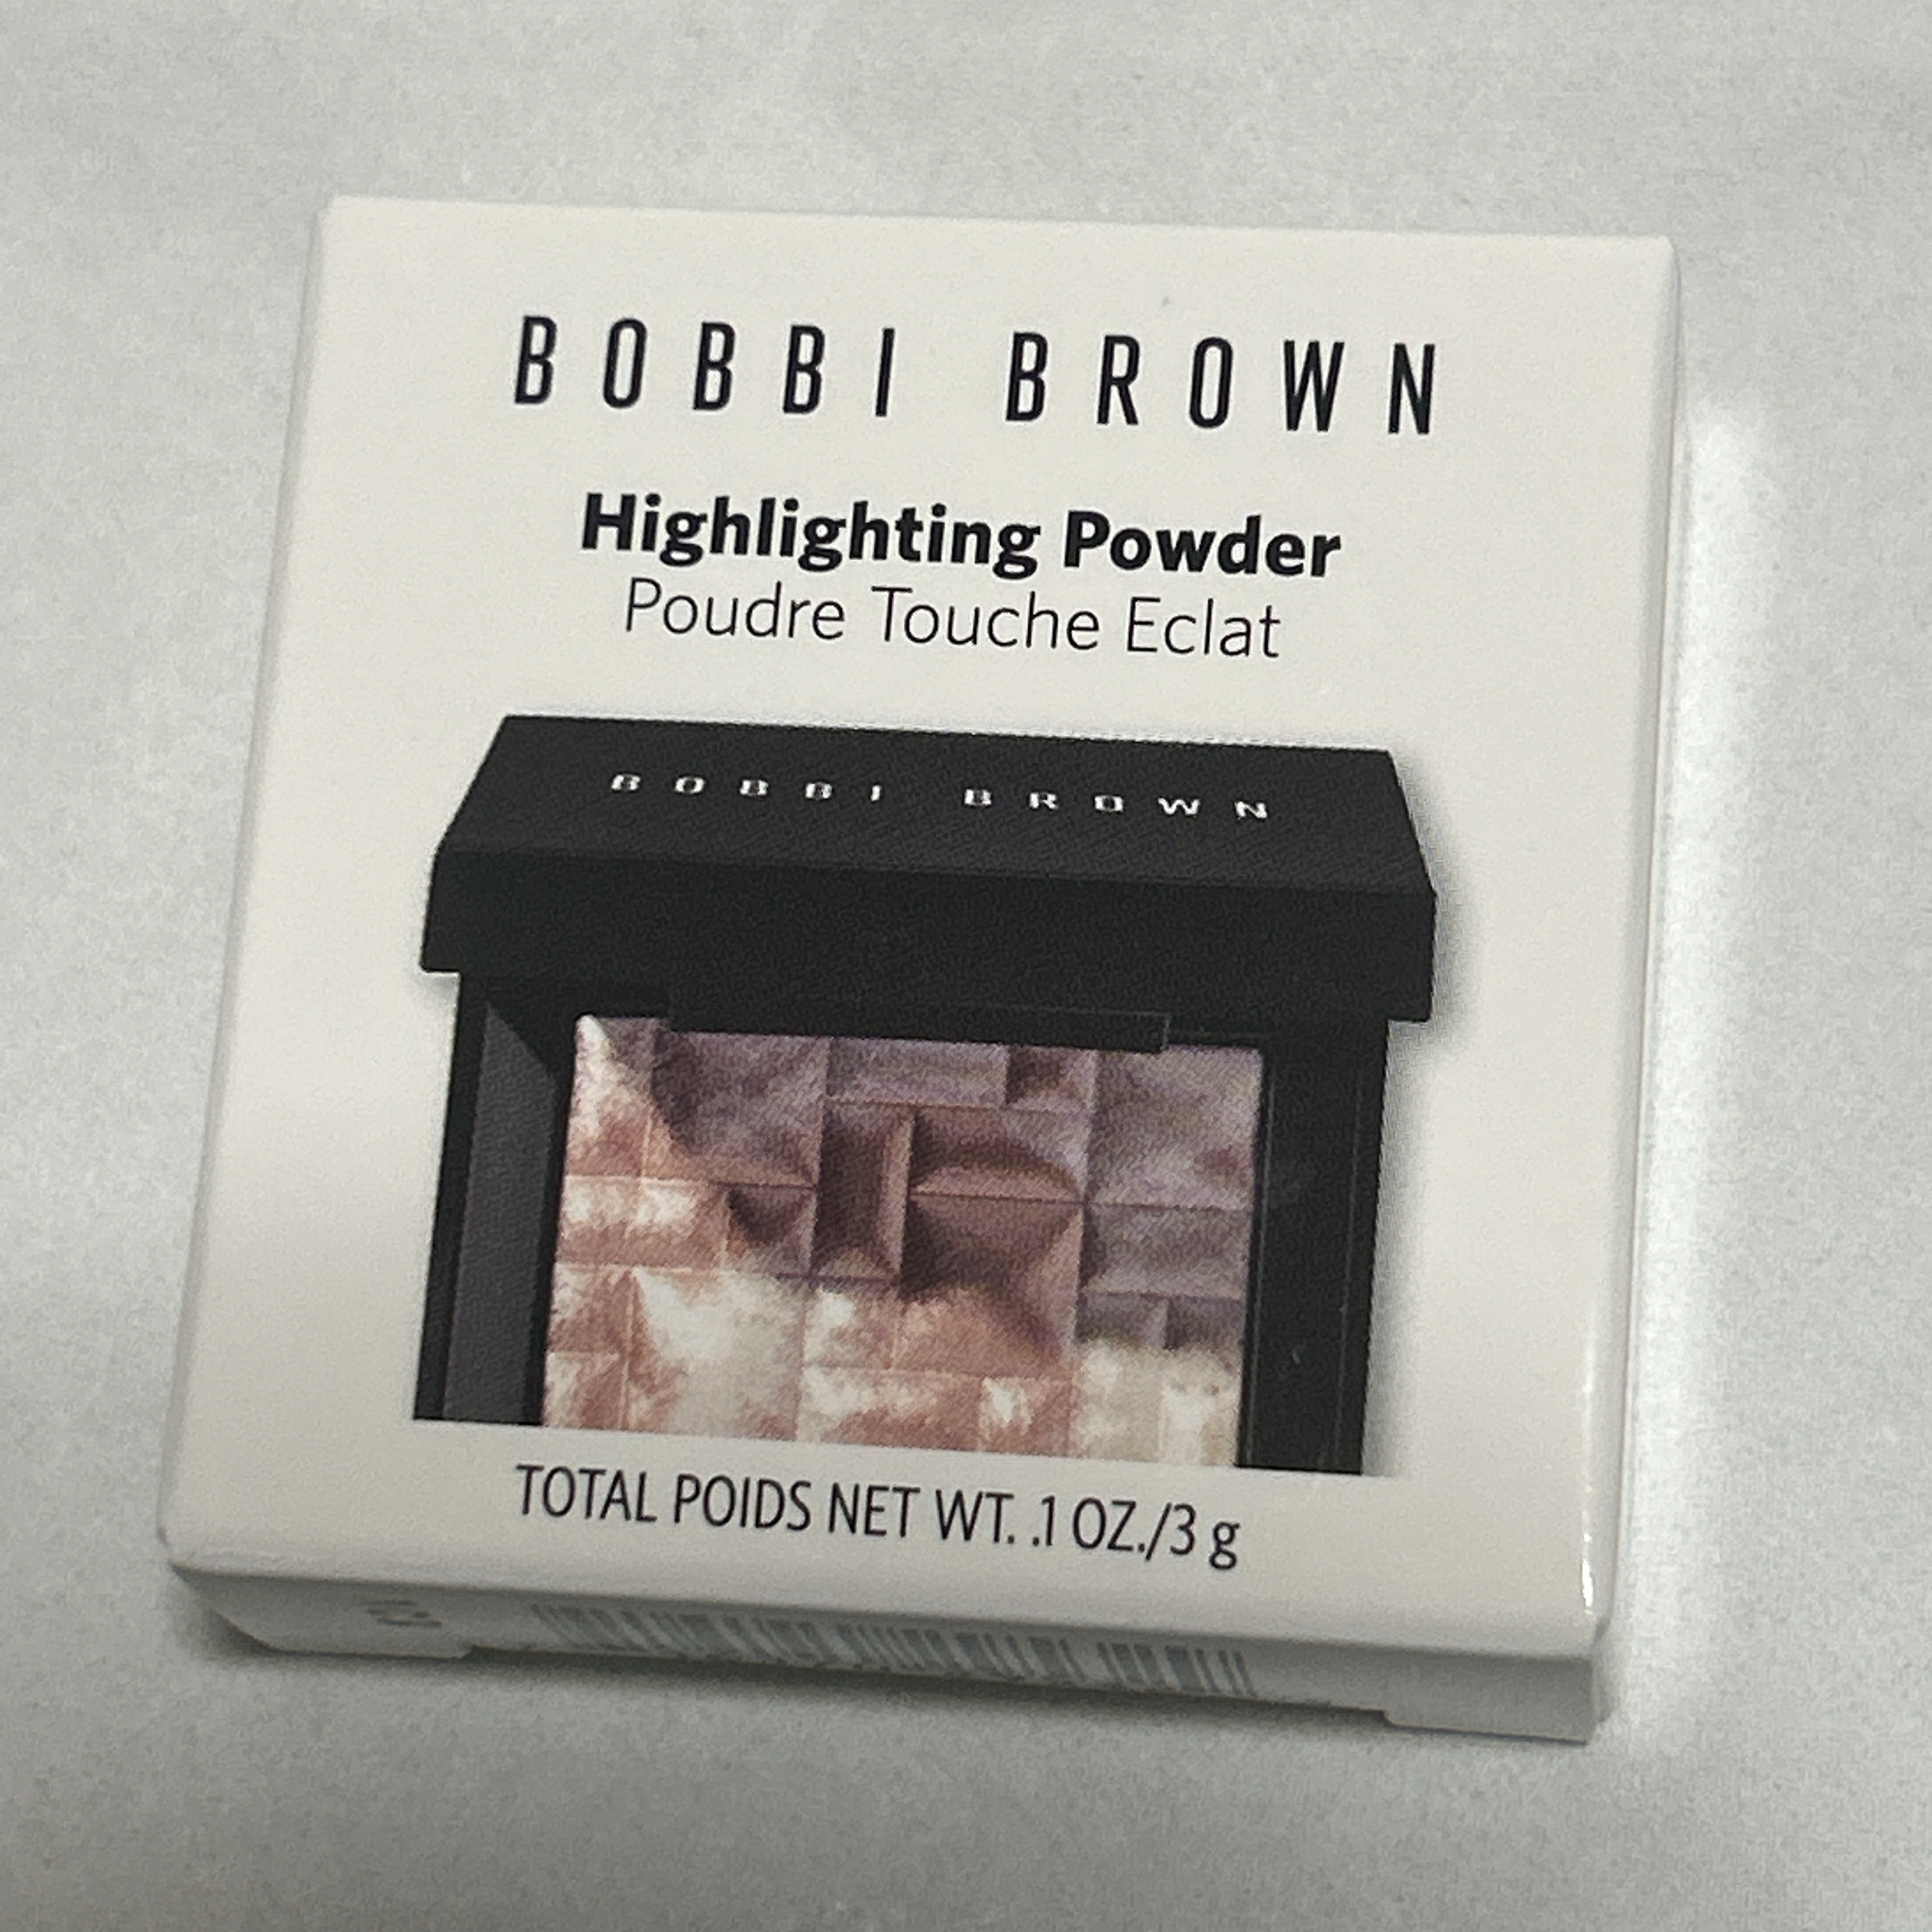 BOBBI BROWN
Highlighting Powder
Poudre Touche Eclat
BOBBI BROWN
TOTAL POIDS NET WT. .1 OZ./3 g